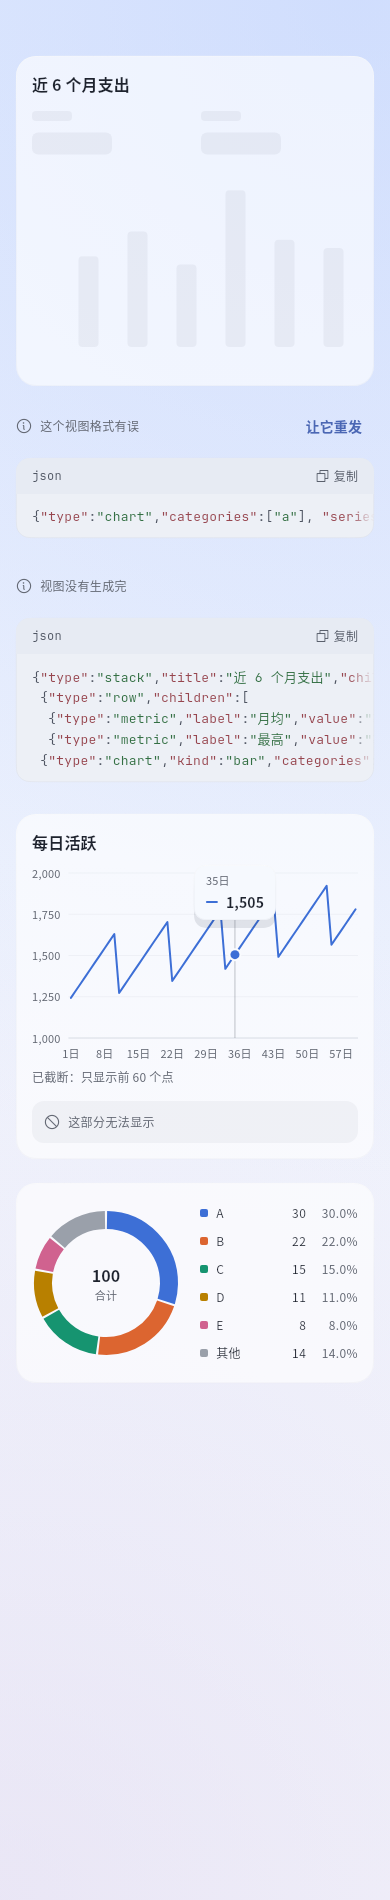 近 6 个月支出
这个视图格式有误
让它重发
json
复制
{"type":"chart","categories":["a"], "serie
视图没有生成完
json
复制
{"type":"stack","title":"近 6 个月支出","chi
{"type":"row","children":[
{"type":"metric","label":"月均","value":"
{"type":"metric","label":"最高","value":"
{"type":"chart","kind":"bar","categories"
每日活跃
2,000
1,750
1,500
1,250
1,000
35日
1,505
1日 8日 15日 22日 29日 36日 43日 50日 57日
已截断：只显示前 60 个点
这部分无法显示
100
合计
A 30 30.0%
B 22 22.0%
C 15 15.0%
D 11 11.0%
E 8 8.0%
其他 14 14.0%